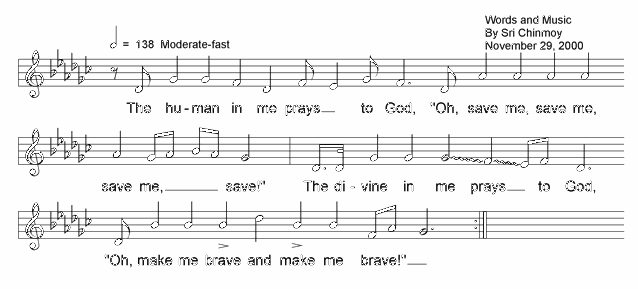 Words and Music
By Sri Chinmoy
November 29, 2000
= 138 Moderate-fast
The hu-man in me prays to God, "Oh, save me, save me,
save me, save!" The di-vine in me prays to God,
"Oh, make me brave and make me brave!"